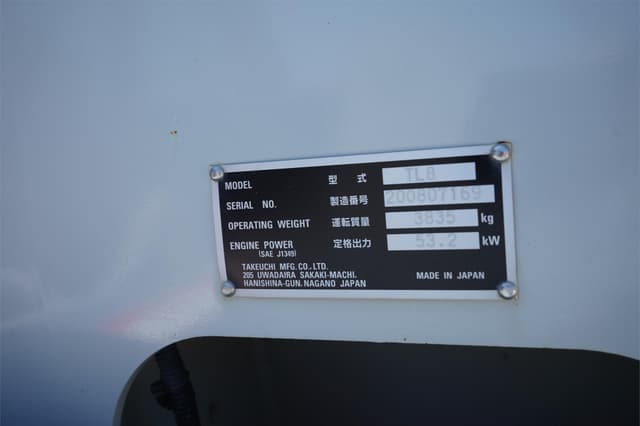 MODEL 型式 TL8
SERIAL NO. 製造番号 200807169
OPERATING WEIGHT 運転質量 3835 kg
ENGINE POWER 定格出力 53.2 kW
(SAE J1349)
TAKEUCHI MFG.CO.,LTD.
205 UWADAIRA SAKAKI-MACHI. MADE IN JAPAN
HANISHINA-GUN.NAGANO JAPAN